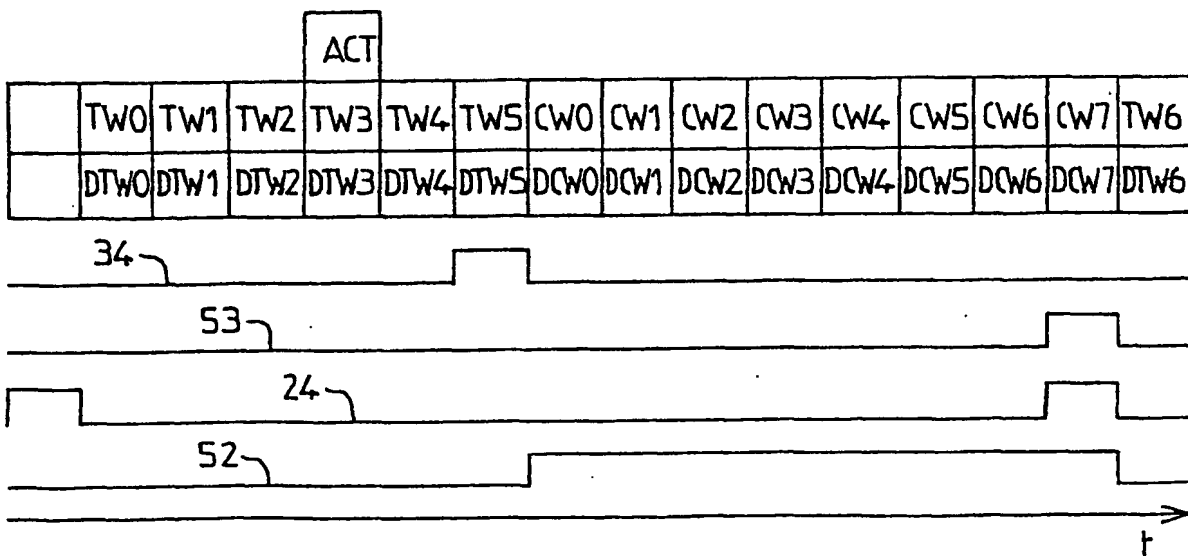 ACT
TW0 TW1 TW2 TW3 TW4 TW5 CW0 CW1 CW2 CW3 CW4 CW5 CW6 CW7 TW6
DTW0 DTW1 DTW2 DTW3 DTW4 DTW5 DCW0 DCW1 DCW2 DCW3 DCW4 DCW5 DCW6 DCW7 DTW6
34
53
24
52
t